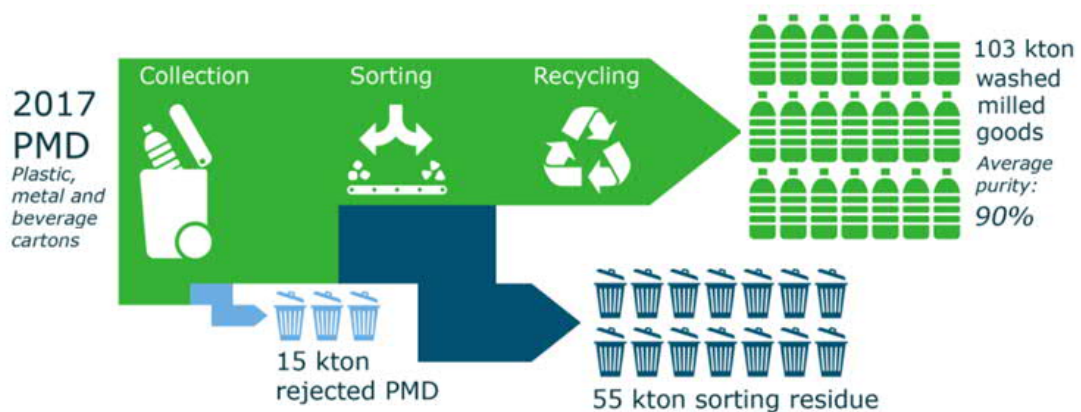 2017
PMD
Plastic,
metal and
beverage
cartons
Collection
Sorting
Recycling
103 kton
washed
milled
goods
Average
purity:
90%
15 kton
rejected PMD
55 kton sorting residue